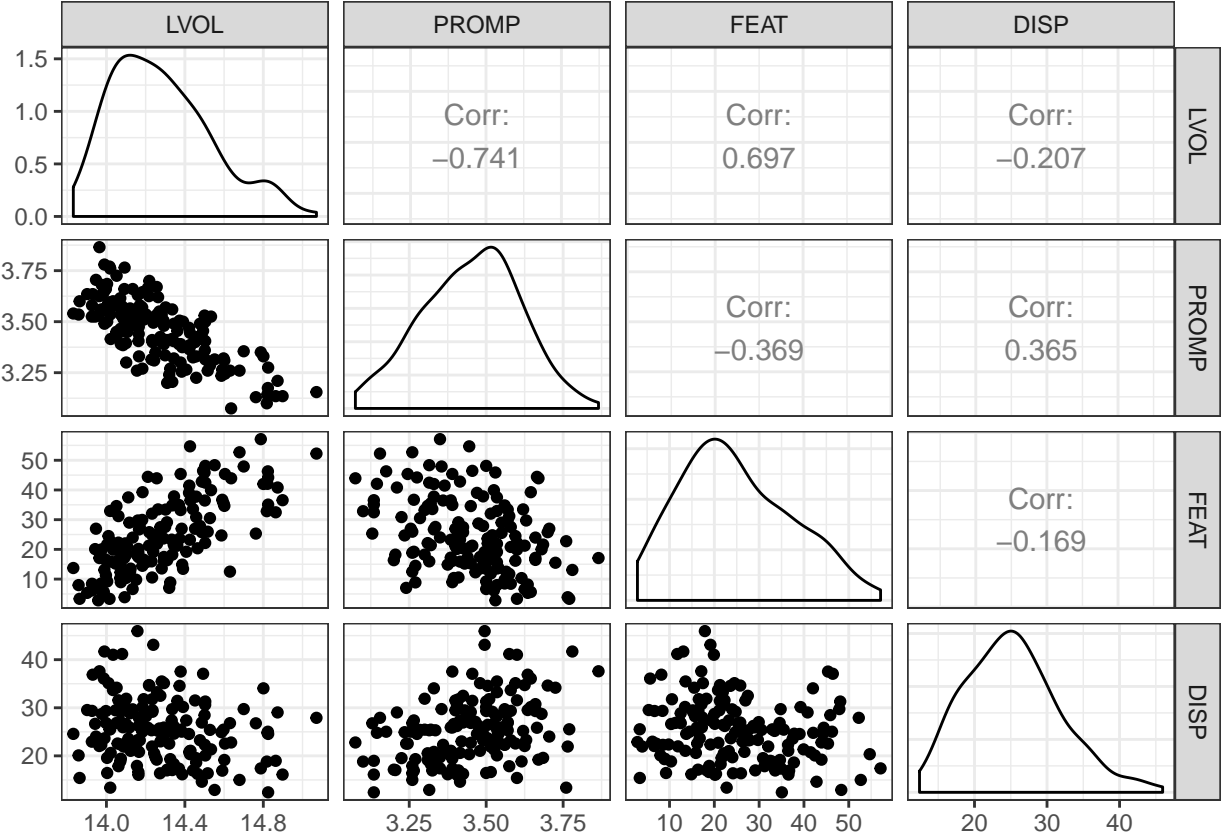 LVOL PROMP FEAT DISP
1.5
1.0
0.5
0.0
Corr:
−0.741
Corr:
0.697
Corr:
−0.207
LVOL
3.75
3.50
3.25
Corr:
−0.369
Corr:
0.365
PROMP
50
40
30
20
10
Corr:
−0.169
FEAT
40
30
20
DISP
14.0 14.4 14.8 3.25 3.50 3.75 10 20 30 40 50 20 30 40